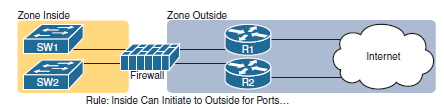 Zone Inside
Zone Outside
SW1
R1
Internet
Firewall
SW2
R2
Rule: Inside Can Initiate to Outside for Ports…